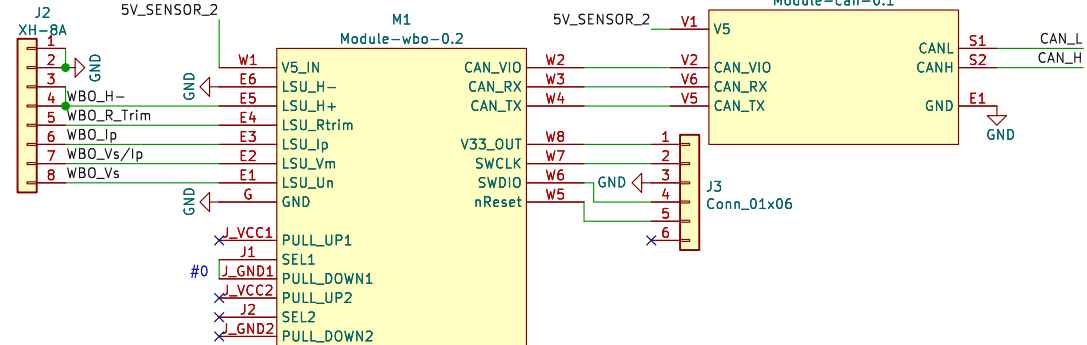 J2
XH-8A
1
2
3
4
5
6
7
8
GND
WBO_H-
WBO_R_Trim
WBO_Ip
WBO_Vs/Ip
WBO_Vs
5V_SENSOR_2
GND
GND
M1
Module-wbo-0.2
W1 V5_IN
E6 LSU_H-
E5 LSU_H+
E4 LSU_Rtrim
E3 LSU_Ip
E2 LSU_Vm
E1 LSU_Un
G GND
J_VCC1 PULL_UP1
J1 SEL1
#0
J_GND1 PULL_DOWN1
J_VCC2 PULL_UP2
J2 SEL2
J_GND2 PULL_DOWN2
CAN_VIO W2
CAN_RX W3
CAN_TX W4
V33_OUT W8
SWCLK W7
SWDIO W6
nReset W5
5V_SENSOR_2
Module-can-0.1
V1 V5
V2 CAN_VIO
V6 CAN_RX
V5 CAN_TX
CANL S1 CAN_L
CANH S2 CAN_H
GND E1
GND
GND
1
2
3
4
5
6
J3
Conn_01x06